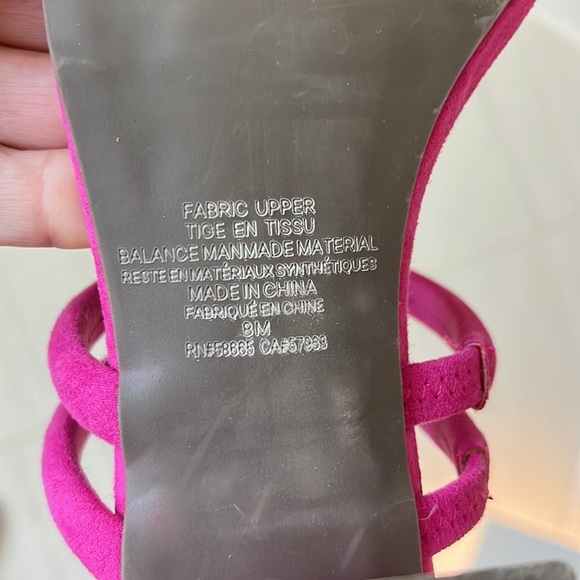 FABRIC UPPER
TIGE EN TISSU
BALANCE MANMADE MATERIAL
RESTE EN MATÉRIAUX SYNTHÉTIQUES
MADE IN CHINA
FABRIQUÉ EN CHINE
8M
RN#58665 CA#57963